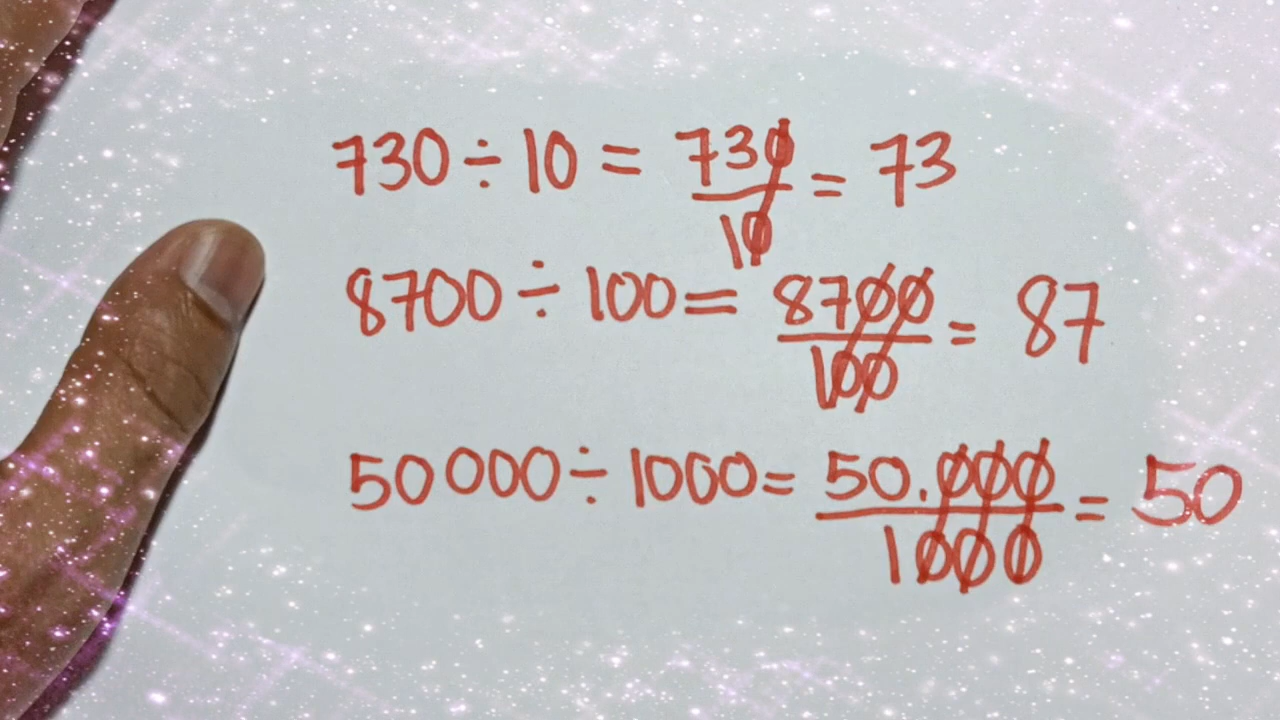 730 ÷ 10 = 730/10 = 73
8700 ÷ 100 = 8700/100 = 87
50000 ÷ 1000 = 50.000/1000 = 50